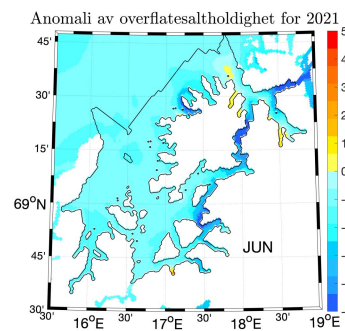 Anomali av overflatesaltholdighet for 2021
45'
30'
15'
69°N
45'
30'
30'
16°E
30'
17°E
30'
18°E
30'
19°E
JUN
5
4
3
2
1
0
-
-
-
-
-